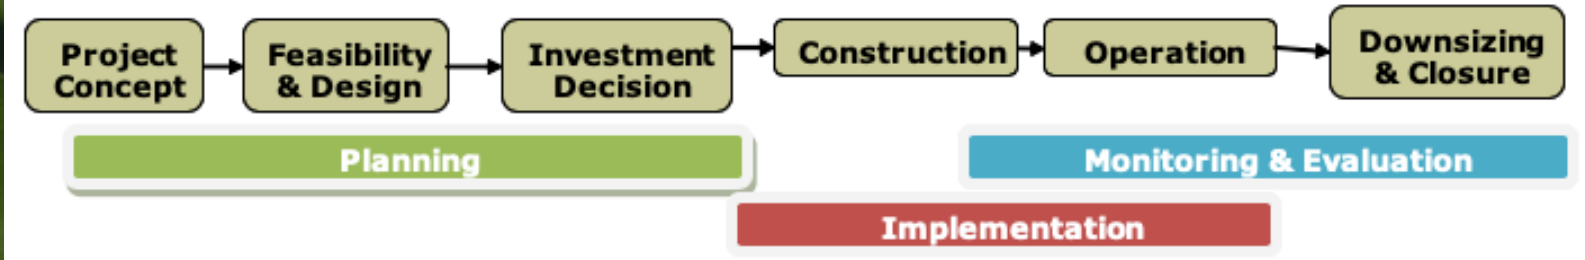 Project
Concept
Feasibility
& Design
Investment
Decision
Construction
Operation
Downsizing
& Closure
Planning
Monitoring & Evaluation
Implementation